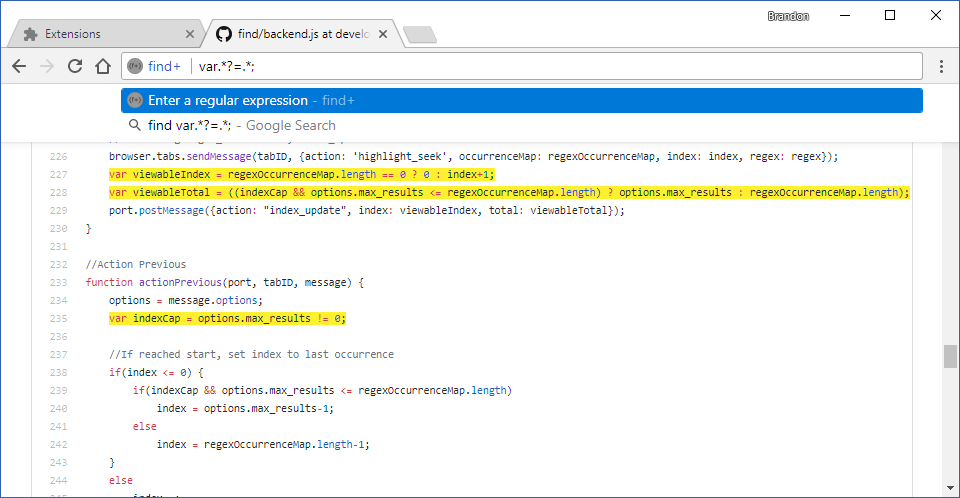 Brandon
Extensions
find/backend.js at develo
find+ var.*?=.*;
Enter a regular expression - find+
find var.*?=.*; - Google Search
226 browser.tabs.sendMessage(tabID, {action: 'highlight_seek', occurrenceMap: regexOccurrenceMap, index: index, regex: regex});
227 var viewableIndex = regexOccurrenceMap.length == 0 ? 0 : index+1;
228 var viewableTotal = ((indexCap && options.max_results <= regexOccurrenceMap.length) ? options.max_results : regexOccurrenceMap.length);
229 port.postMessage({action: "index_update", index: viewableIndex, total: viewableTotal});
230 }
231
232 //Action Previous
233 function actionPrevious(port, tabID, message) {
234 options = message.options;
235 var indexCap = options.max_results != 0;
236
237 //If reached start, set index to last occurrence
238 if(index <= 0) {
239 if(indexCap && options.max_results <= regexOccurrenceMap.length)
240 index = options.max_results-1;
241 else
242 index = regexOccurrenceMap.length-1;
243 }
244 else